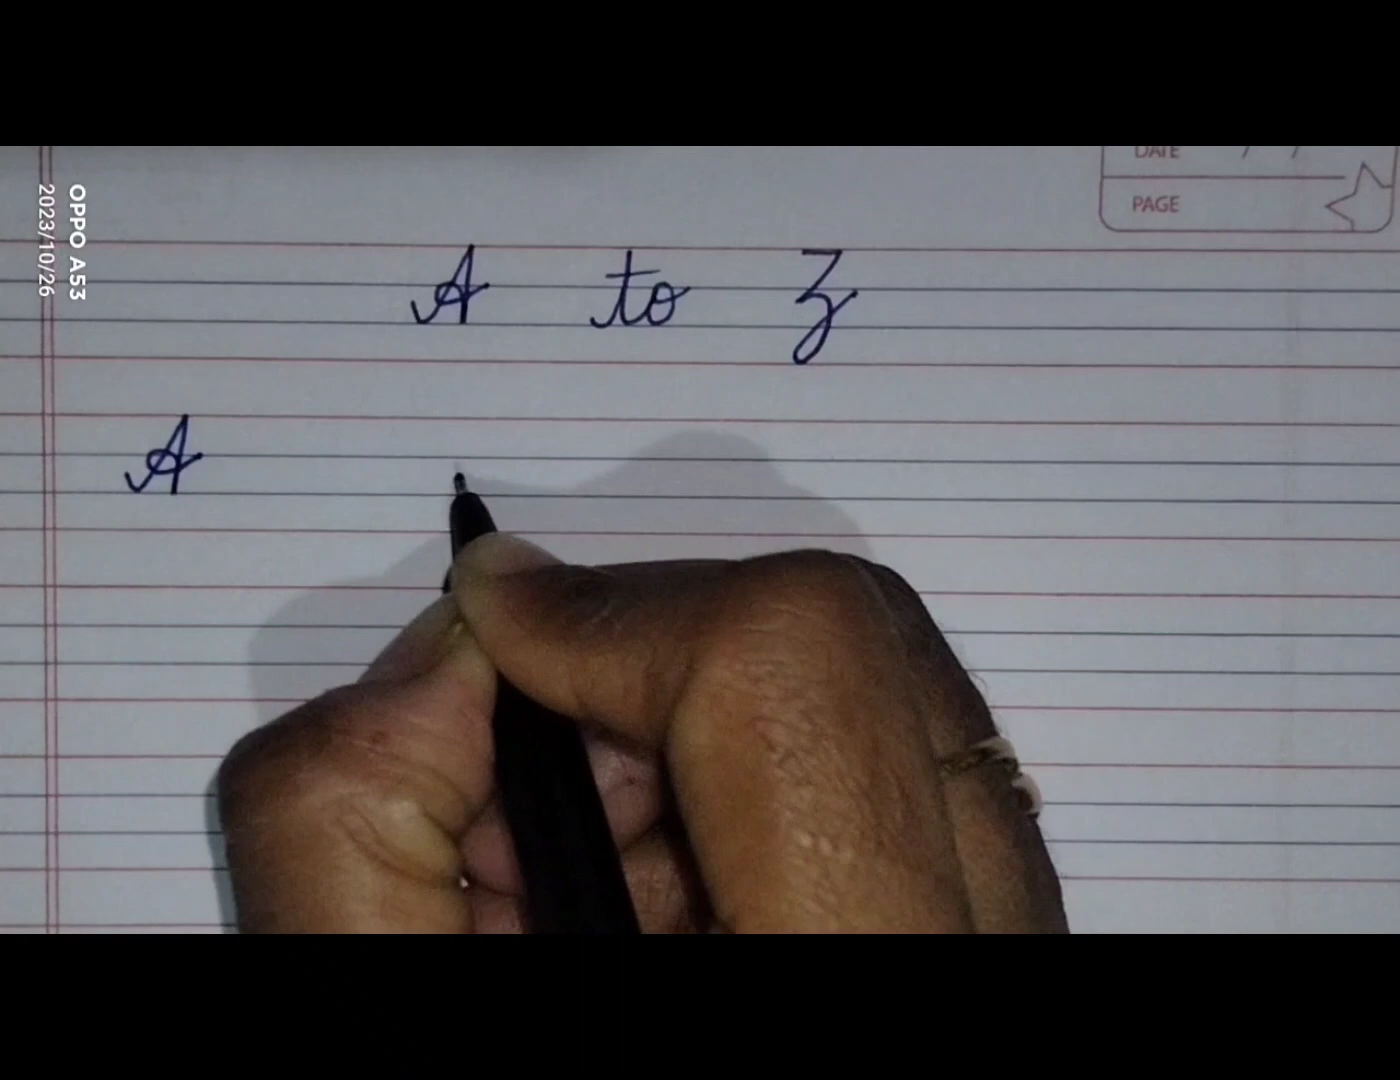 DATE / /
PAGE
A to Z
A
OPPO A53
2023/10/26